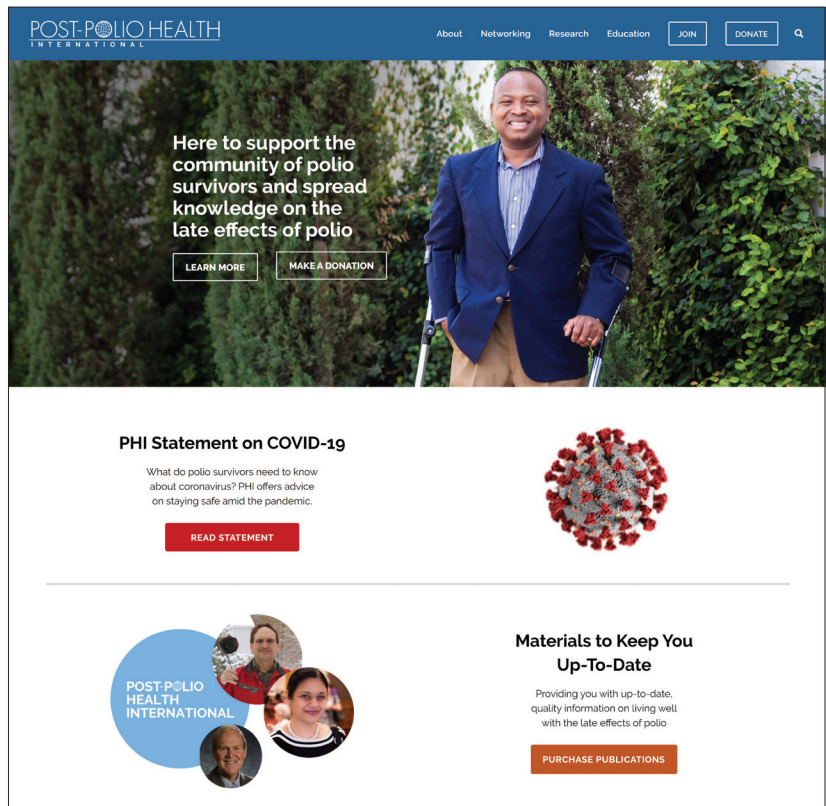 POST-POLIO HEALTH
INTERNATIONAL
About Networking Research Education JOIN DONATE
Here to support the
community of polio
survivors and spread
knowledge on the
late effects of polio
LEARN MORE MAKE A DONATION
PHI Statement on COVID-19
What do polio survivors need to know
about coronavirus? PHI offers advice
on staying safe amid the pandemic.
READ STATEMENT
POST-POLIO
HEALTH
INTERNATIONAL
Materials to Keep You
Up-To-Date
Providing you with up-to-date,
quality information on living well
with the late effects of polio
PURCHASE PUBLICATIONS